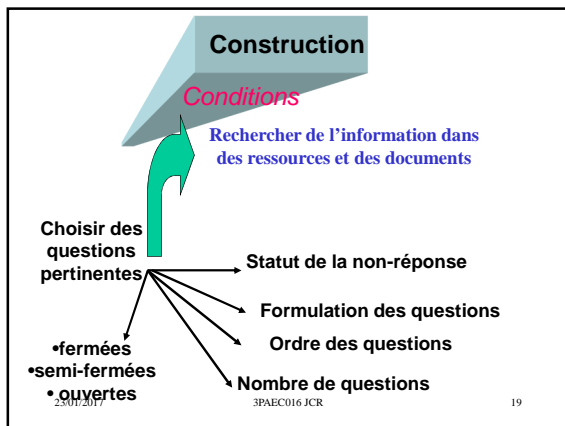 Construction
Conditions
Rechercher de l'information dans
des ressources et des documents
Choisir des
questions
pertinentes
Statut de la non-réponse
Formulation des questions
Ordre des questions
Nombre de questions
•fermées
•semi-fermées
• ouvertes
23/01/2017
3PAEC016 JCR
19